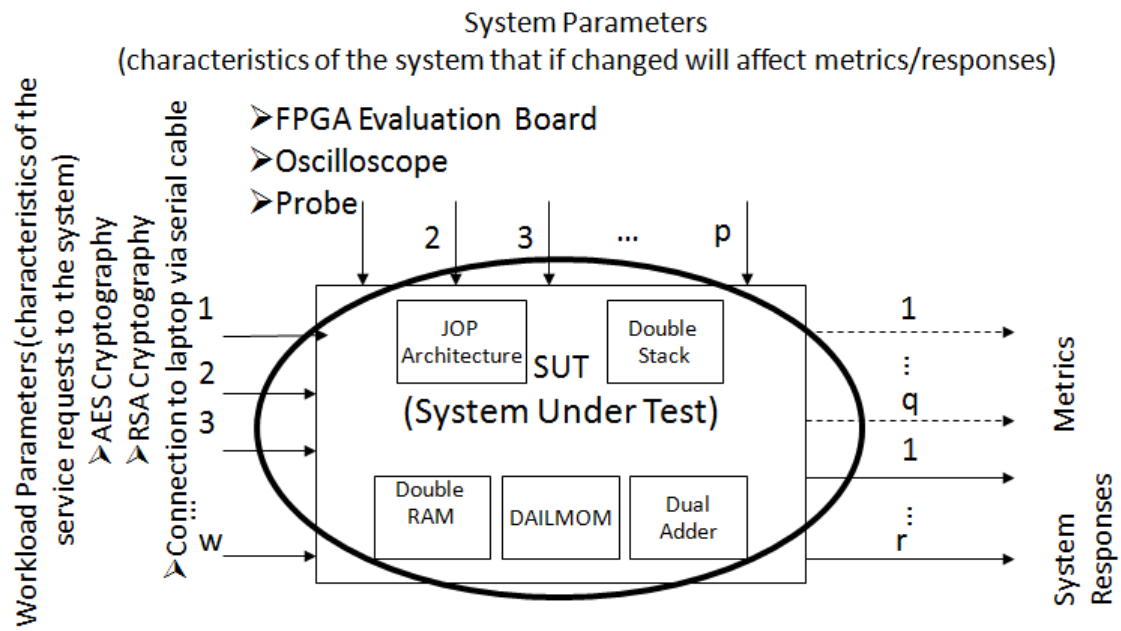 System Parameters
(characteristics of the system that if changed will affect metrics/responses)
Workload Parameters (characteristics of the
service requests to the system)
➢AES Cryptography
➢RSA Cryptography
➢Connection to laptop via serial cable
➢FPGA Evaluation Board
➢Oscilloscope
➢Probe
2
3
...
p
1
2
3
...
w
JOP
Architecture
Double
Stack
SUT
(System Under Test)
Double
RAM
DAILMOM
Dual
Adder
1
...
q
1
...
r
Metrics
System
Responses